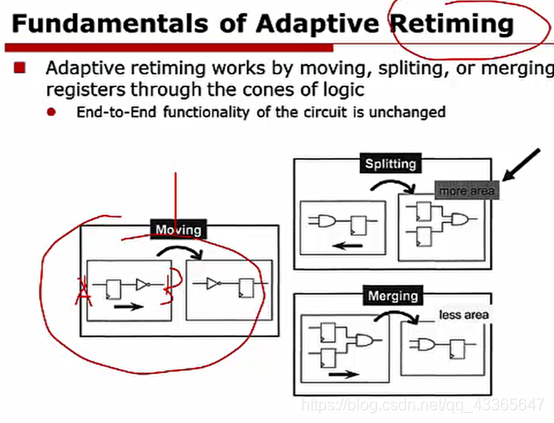 Fundamentals of Adaptive Retiming
Adaptive retiming works by moving, spliting, or merging
registers through the cones of logic
End-to-End functionality of the circuit is unchanged
Splitting
more area
Moving
Merging
less area
https://blog.csdn.net/qq_43365647